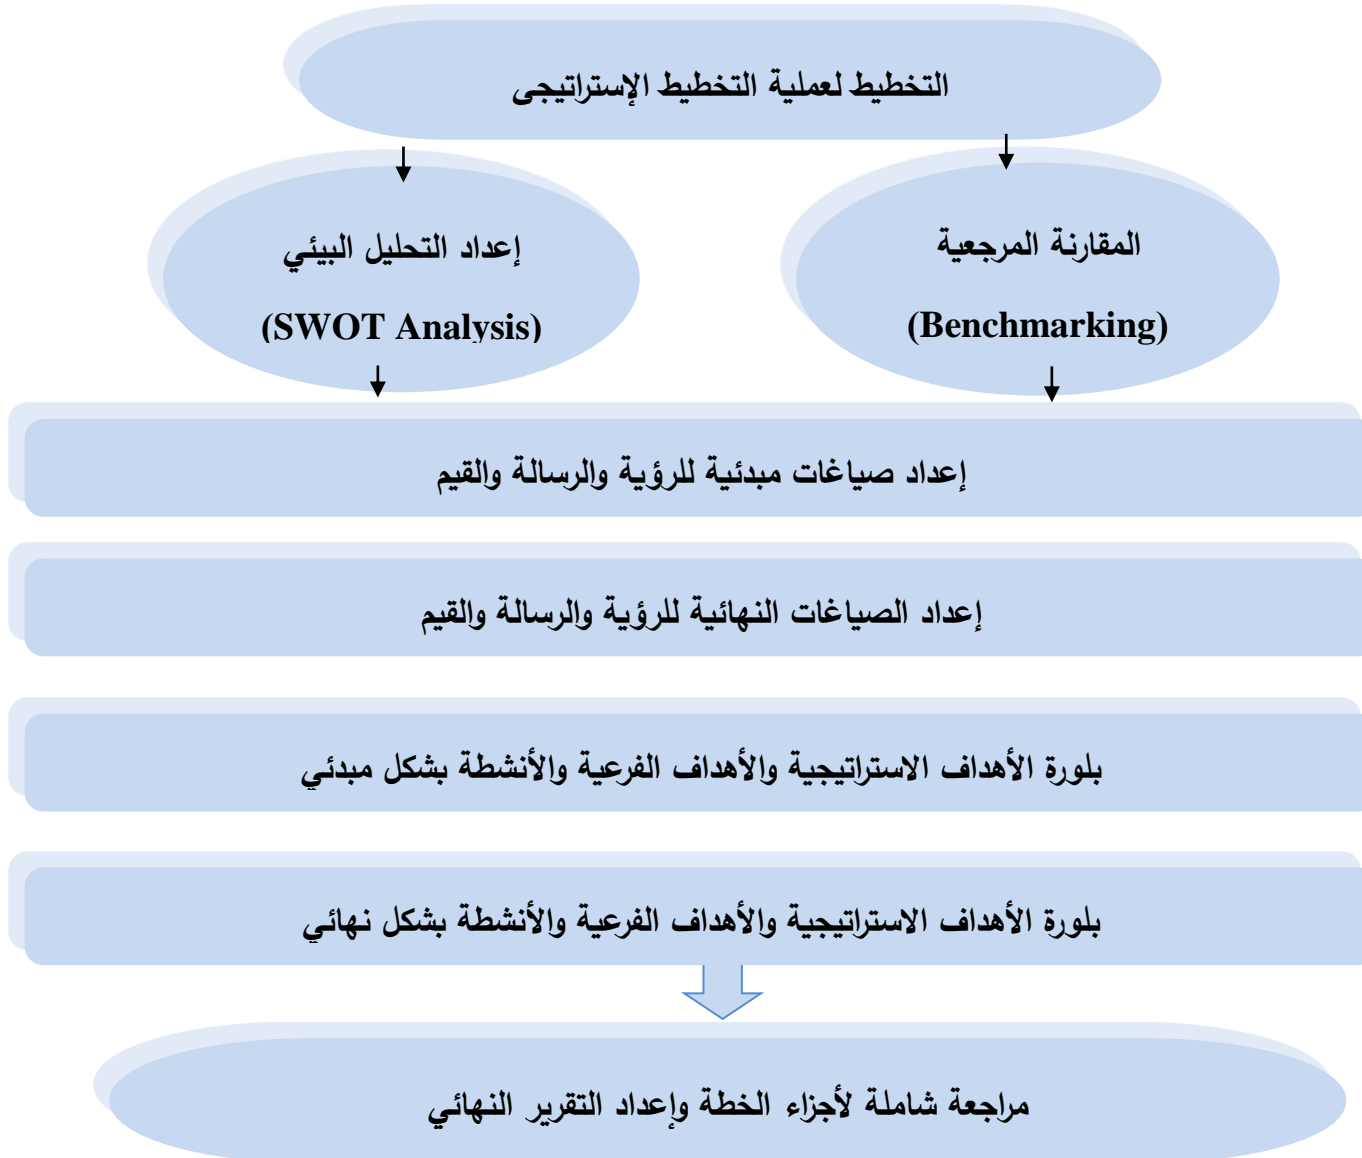 التخطيط لعملية التخطيط الإستراتيجى
المقارنة المرجعية
(Benchmarking)
إعداد التحليل البيئي
(SWOT Analysis)
إعداد صياغات مبدئية للرؤية والرسالة والقيم
إعداد الصياغات النهائية للرؤية والرسالة والقيم
بلورة الأهداف الاستراتيجية والأهداف الفرعية والأنشطة بشكل مبدئي
بلورة الأهداف الاستراتيجية والأهداف الفرعية والأنشطة بشكل نهائي
مراجعة شاملة لأجزاء الخطة وإعداد التقرير النهائي